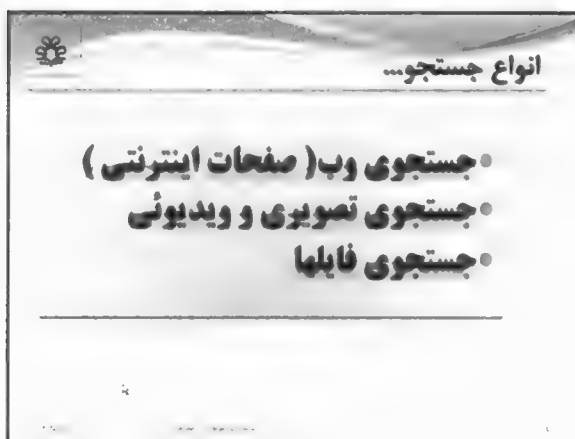 انواع جستجو...
•جستجوی وب( صفحات اینترنتی )
•جستجوی تصویری و ویدیوئی
•جستجوی فایلها